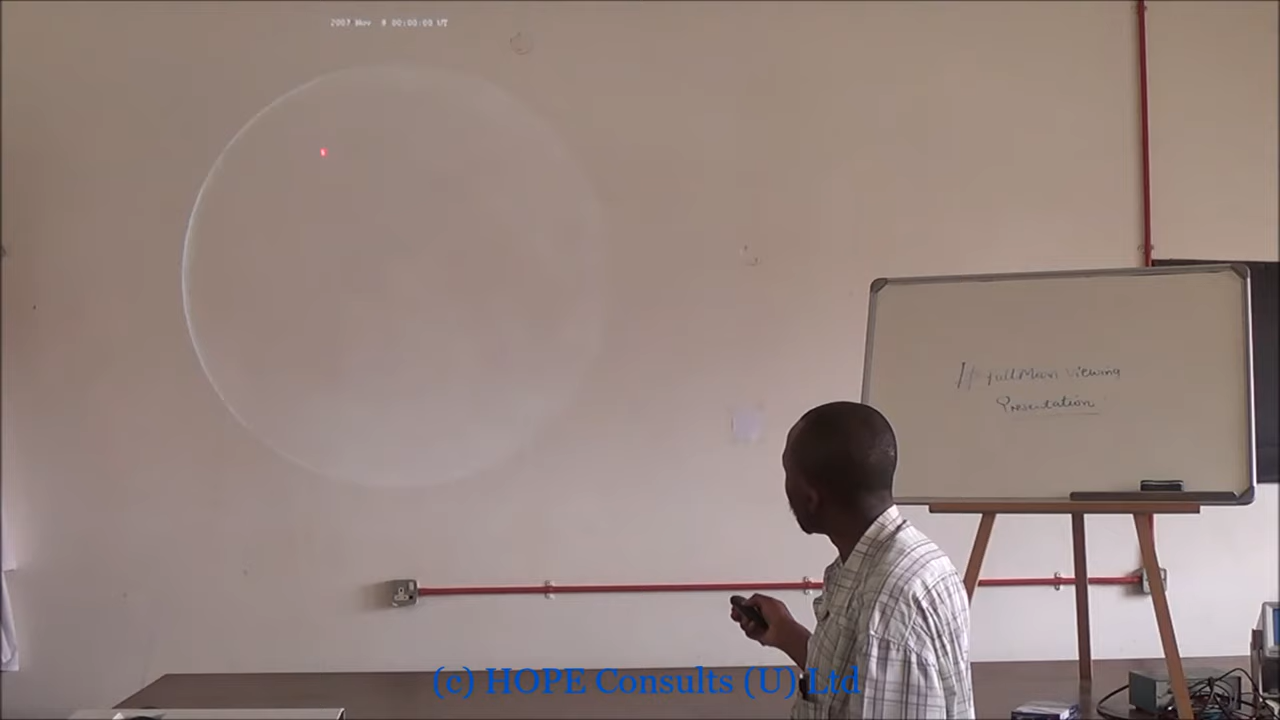 2007 Nov 8 00:00:00 UT
Full Moon Viewing
Presentation
(c) HOPE Consults (U) Ltd